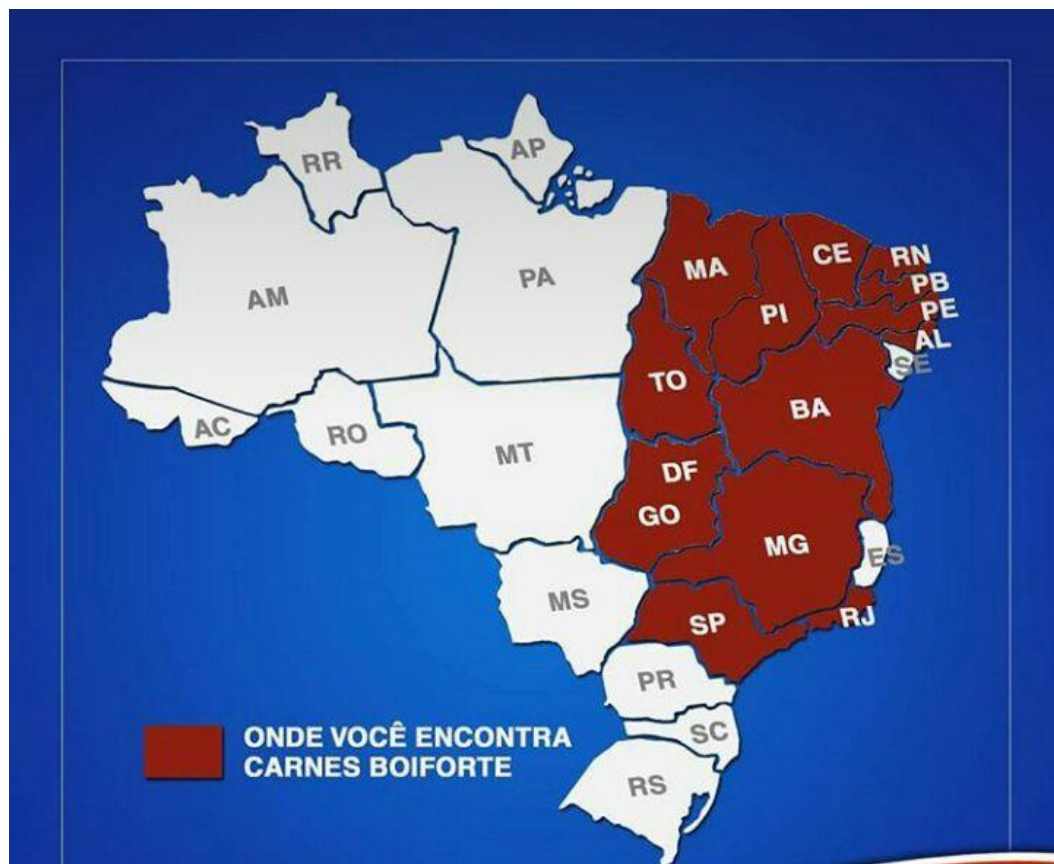 RR
AP
AM
PA
MA
CE
RN
PB
PE
PI
AL
SE
TO
BA
AC
RO
MT
DF
GO
MG
ES
MS
SP
RJ
PR
SC
RS
ONDE VOCÊ ENCONTRA
CARNES BOIFORTE